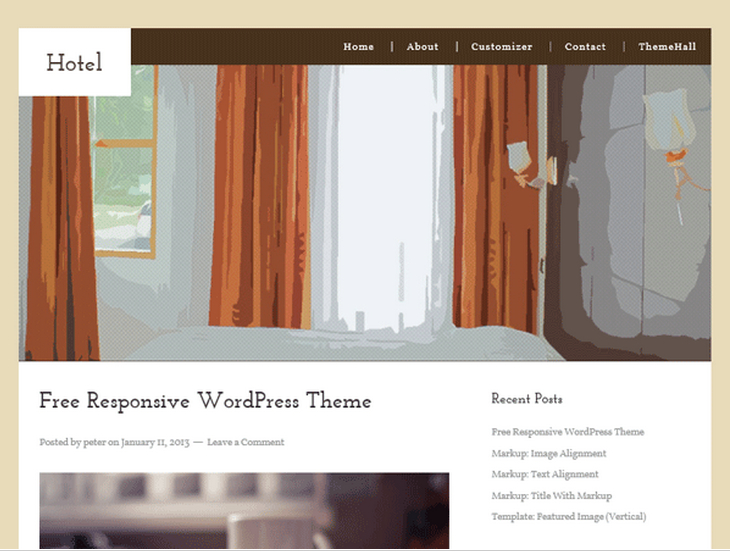 Hotel
Home | About | Customizer | Contact | ThemeHall
Free Responsive WordPress Theme
Posted by peter on January 11, 2013 — Leave a Comment
Recent Posts
Free Responsive WordPress Theme
Markup: Image Alignment
Markup: Text Alignment
Markup: Title With Markup
Template: Featured Image (Vertical)